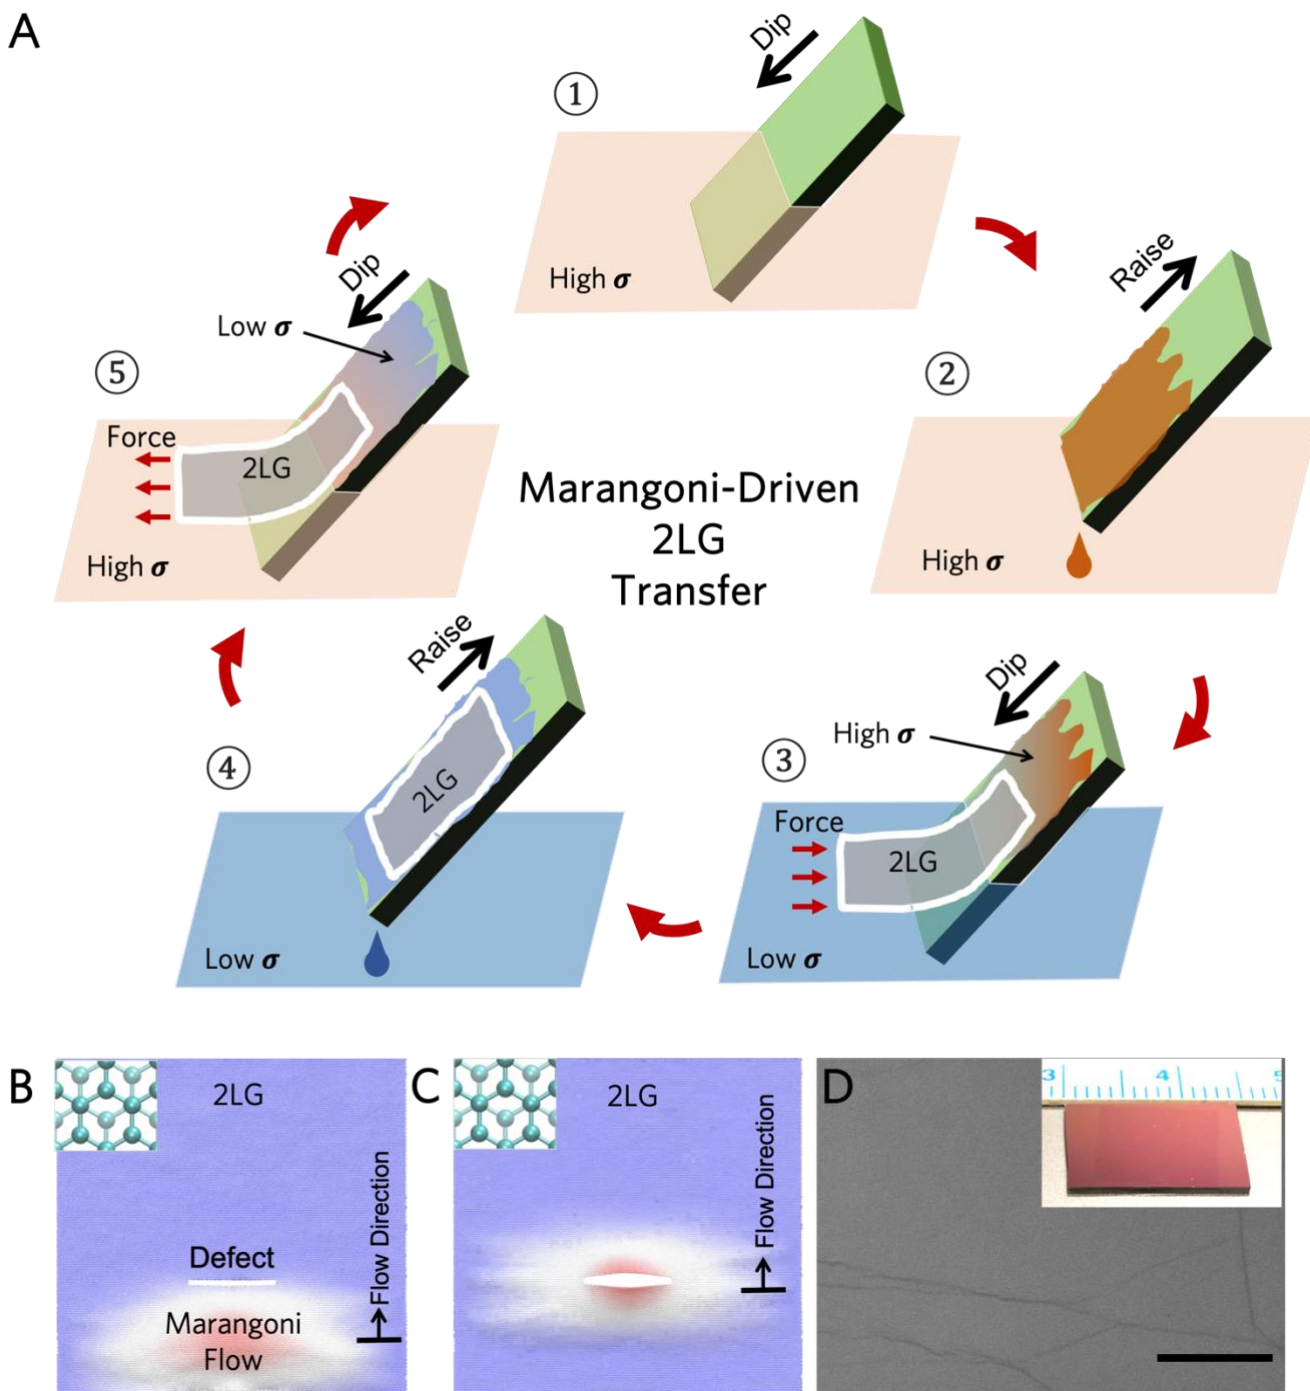 A
Dip
①
High σ
Raise
②
High σ
Dip
Low σ
⑤
Force
2LG
High σ
Marangoni-Driven
2LG
Transfer
Dip
High σ
③
Force
2LG
Low σ
Raise
④
2LG
Low σ
B
2LG
Defect
Marangoni
Flow
Flow Direction
C
2LG
Flow Direction
D
3
4
5